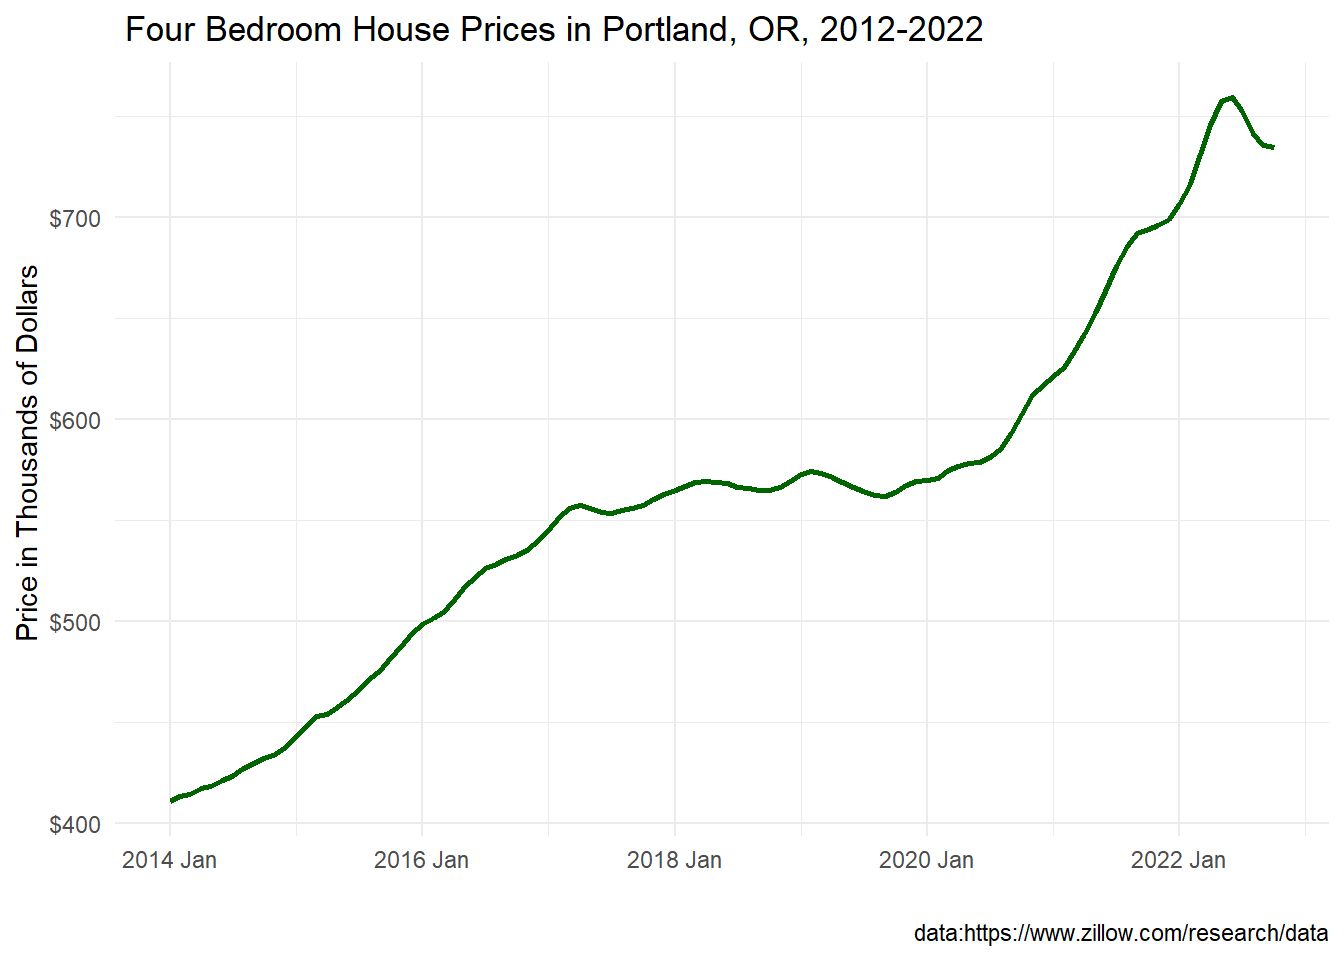 Four Bedroom House Prices in Portland, OR, 2012-2022
Price in Thousands of Dollars
$700
$600
$500
$400
2014 Jan
2016 Jan
2018 Jan
2020 Jan
2022 Jan
data:https://www.zillow.com/research/data